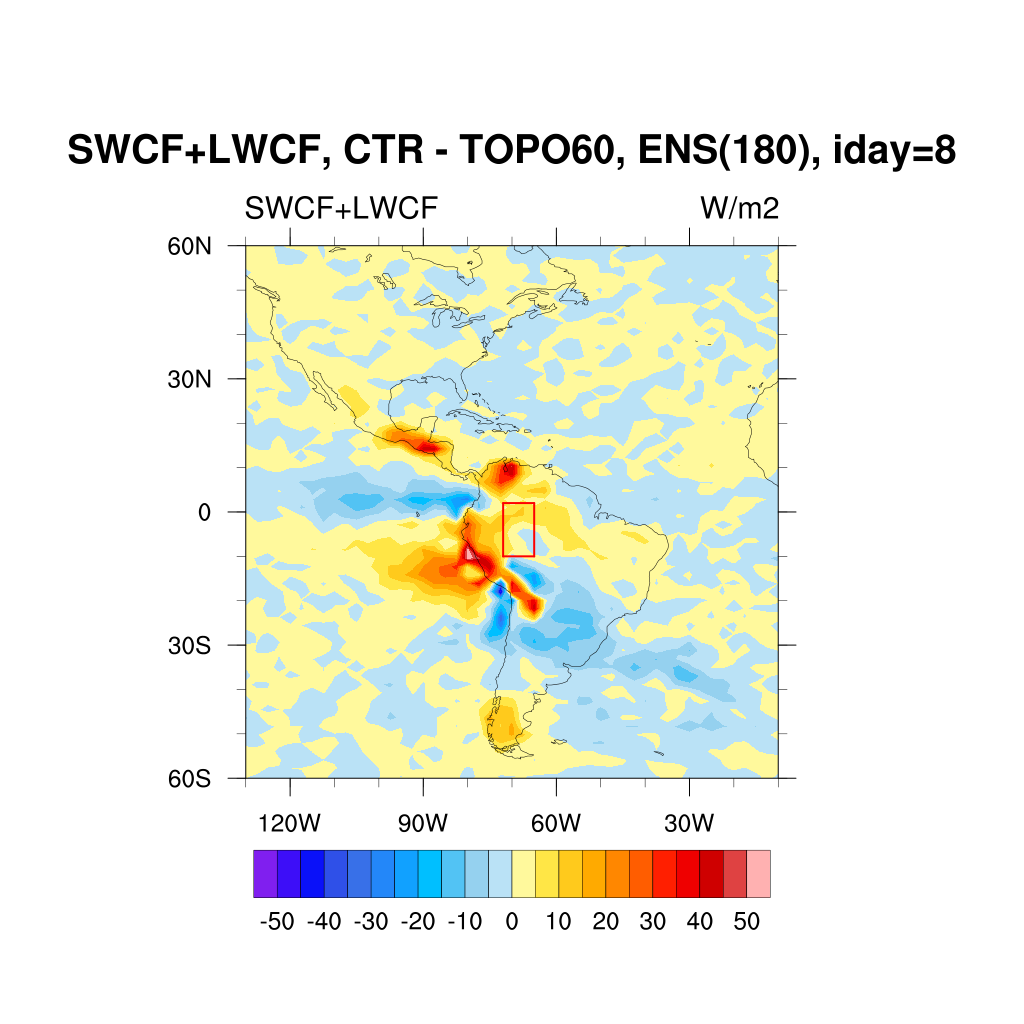 SWCF+LWCF, CTR - TOPO60, ENS(180), iday=8
SWCF+LWCF W/m2
60N
30N
0
30S
60S
120W 90W 60W 30W
-50 -40 -30 -20 -10 0 10 20 30 40 50